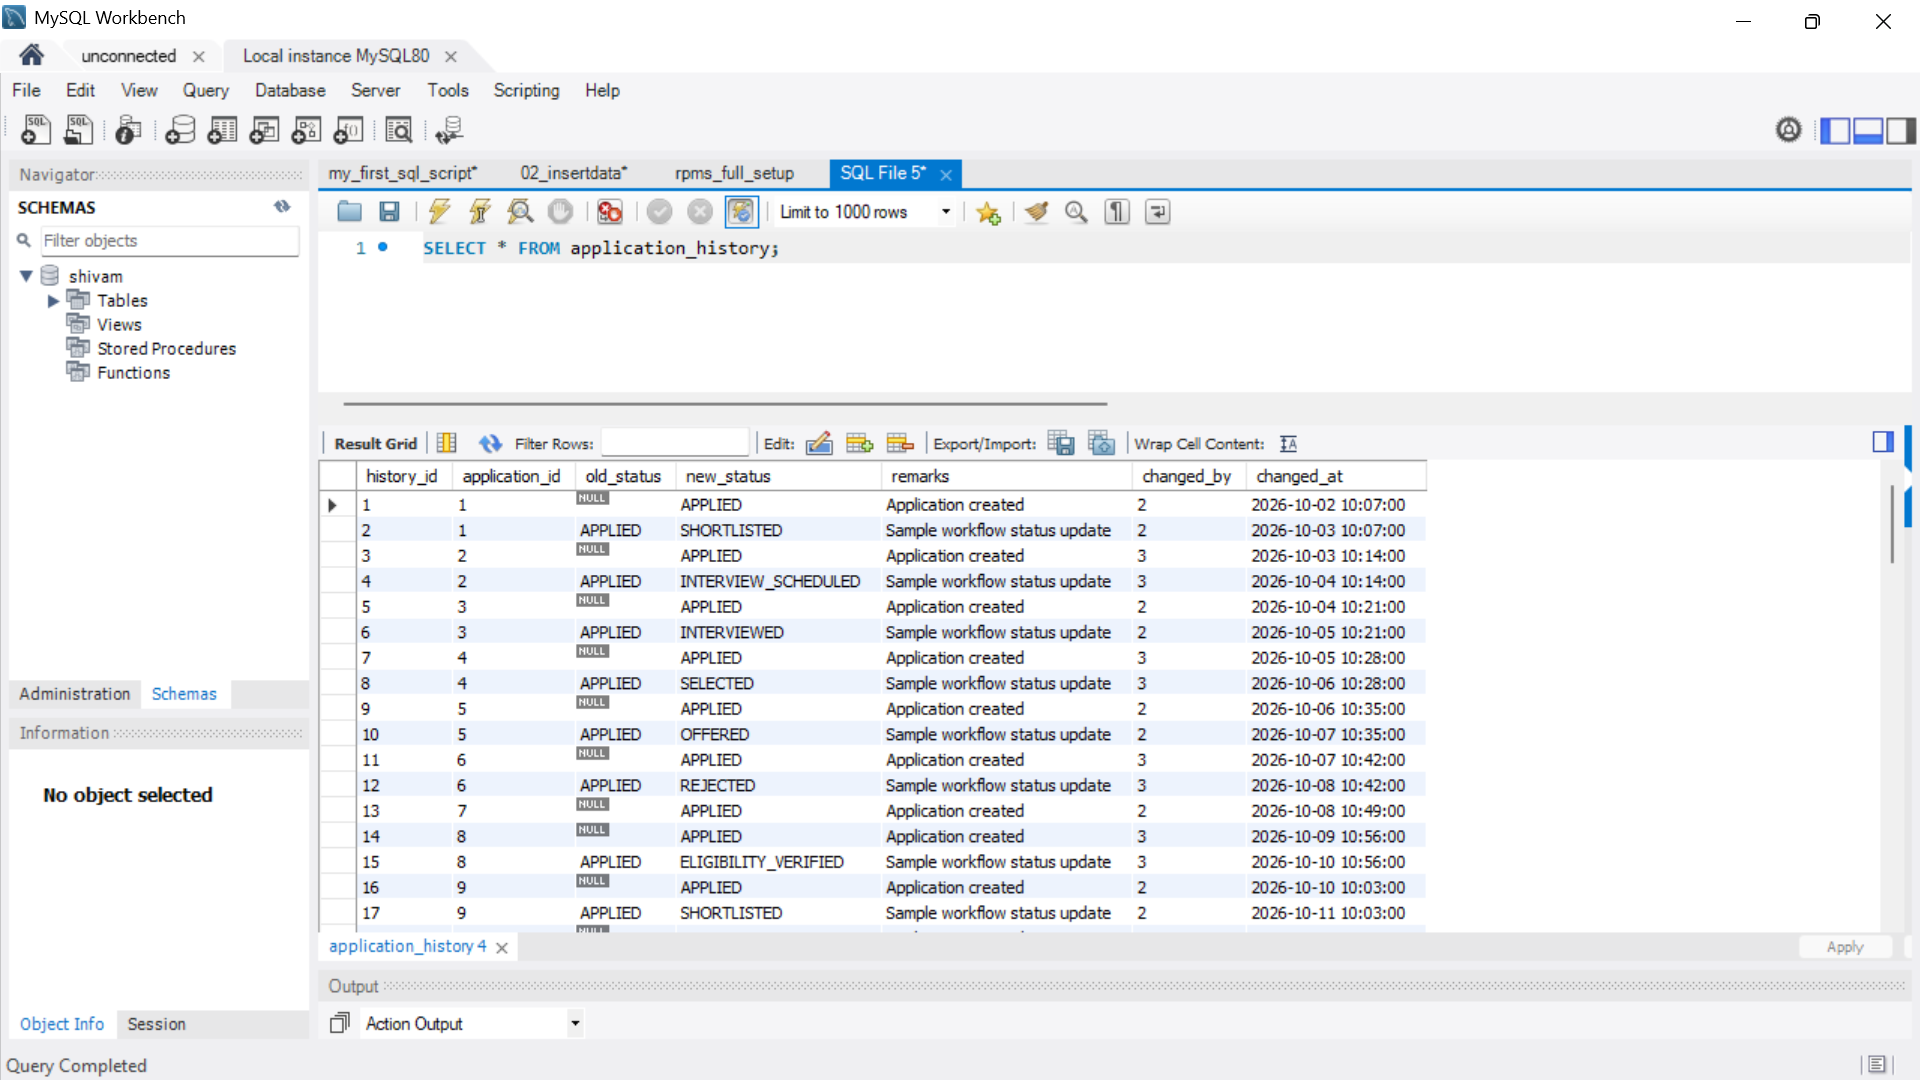 MySQL Workbench
unconnected
Local instance MySQL80
File Edit View Query Database Server Tools Scripting Help
Navigator
SCHEMAS
Filter objects
shivam
Tables
Views
Stored Procedures
Functions
Administration Schemas
Information
No object selected
Object Info Session
my_first_sql_script* 02_insertdata* rpms_full_setup SQL File 5*
Limit to 1000 rows
1 SELECT * FROM application_history;
Result Grid Filter Rows: Edit: Export/Import: Wrap Cell Content:
history_id application_id old_status new_status remarks changed_by changed_at
1 1 NULL APPLIED Application created 2 2026-10-02 10:07:00
2 1 APPLIED SHORTLISTED Sample workflow status update 2 2026-10-03 10:07:00
3 2 NULL APPLIED Application created 3 2026-10-03 10:14:00
4 2 APPLIED INTERVIEW_SCHEDULED Sample workflow status update 3 2026-10-04 10:14:00
5 3 NULL APPLIED Application created 2 2026-10-04 10:21:00
6 3 APPLIED INTERVIEWED Sample workflow status update 2 2026-10-05 10:21:00
7 4 NULL APPLIED Application created 3 2026-10-05 10:28:00
8 4 APPLIED SELECTED Sample workflow status update 3 2026-10-06 10:28:00
9 5 NULL APPLIED Application created 2 2026-10-06 10:35:00
10 5 APPLIED OFFERED Sample workflow status update 2 2026-10-07 10:35:00
11 6 NULL APPLIED Application created 3 2026-10-07 10:42:00
12 6 APPLIED REJECTED Sample workflow status update 3 2026-10-08 10:42:00
13 7 NULL APPLIED Application created 2 2026-10-08 10:49:00
14 8 NULL APPLIED Application created 3 2026-10-09 10:56:00
15 8 APPLIED ELIGIBILITY_VERIFIED Sample workflow status update 3 2026-10-10 10:56:00
16 9 NULL APPLIED Application created 2 2026-10-10 10:03:00
17 9 APPLIED SHORTLISTED Sample workflow status update 2 2026-10-11 10:03:00
application_history 4
Apply
Output
Action Output
Query Completed